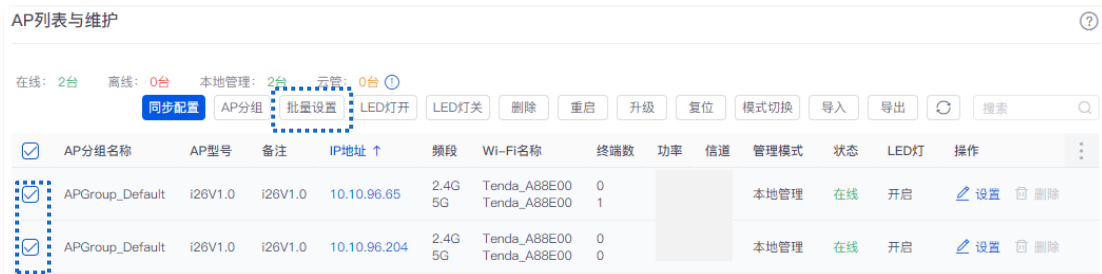 AP列表与维护
在线： 2台 离线： 0台 本地管理： 2台 云管： 0台
同步配置 AP分组 批量设置 LED灯开 LED灯关 删除 重启 升级 复位 模式切换 导入 导出 搜索
AP分组名称 AP型号 备注 IP地址 ↑ 频段 Wi-Fi名称 终端数 功率 信道 管理模式 状态 LED灯 操作
APGroup_Default i26V1.0 i26V1.0 10.10.96.65 2.4G Tenda_A88E00 0 本地管理 在线 开启 设置 删除
5G Tenda_A88E00 1
APGroup_Default i26V1.0 i26V1.0 10.10.96.204 2.4G Tenda_A88E00 0 本地管理 在线 开启 设置 删除
5G Tenda_A88E00 0